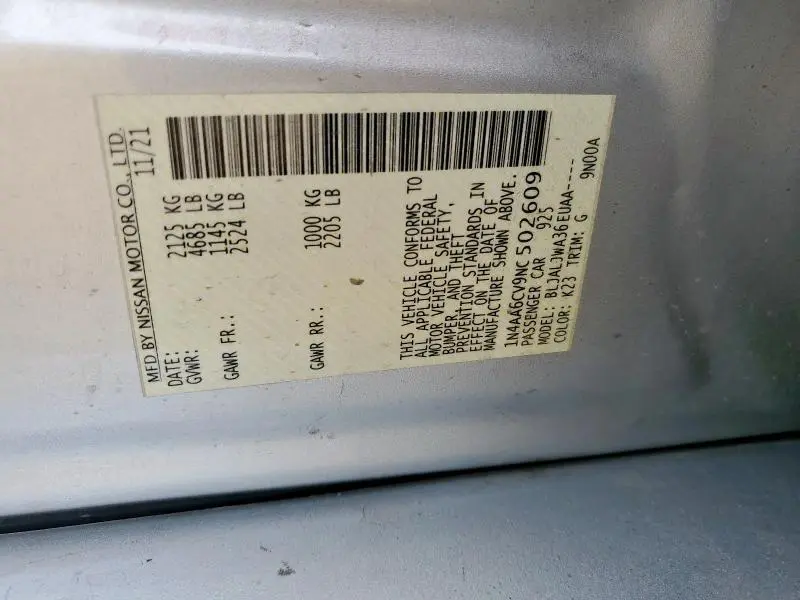 MFD BY NISSAN MOTOR CO., LTD.
DATE: 11/21
GVWR: 2125 KG
4685 LB
GAWR FR.: 1145 KG
2524 LB
GAWR RR.: 1000 KG
2205 LB
THIS VEHICLE CONFORMS TO
ALL APPLICABLE FEDERAL
MOTOR VEHICLE SAFETY,
BUMPER, AND THEFT
PREVENTION STANDARDS IN
EFFECT ON THE DATE OF
MANUFACTURE SHOWN ABOVE.
1N4AA6CV9NC502609
PASSENGER CAR 925
MODEL: BLJALJWA36EUAA----
COLOR: K23 TRIM: G 9N00A